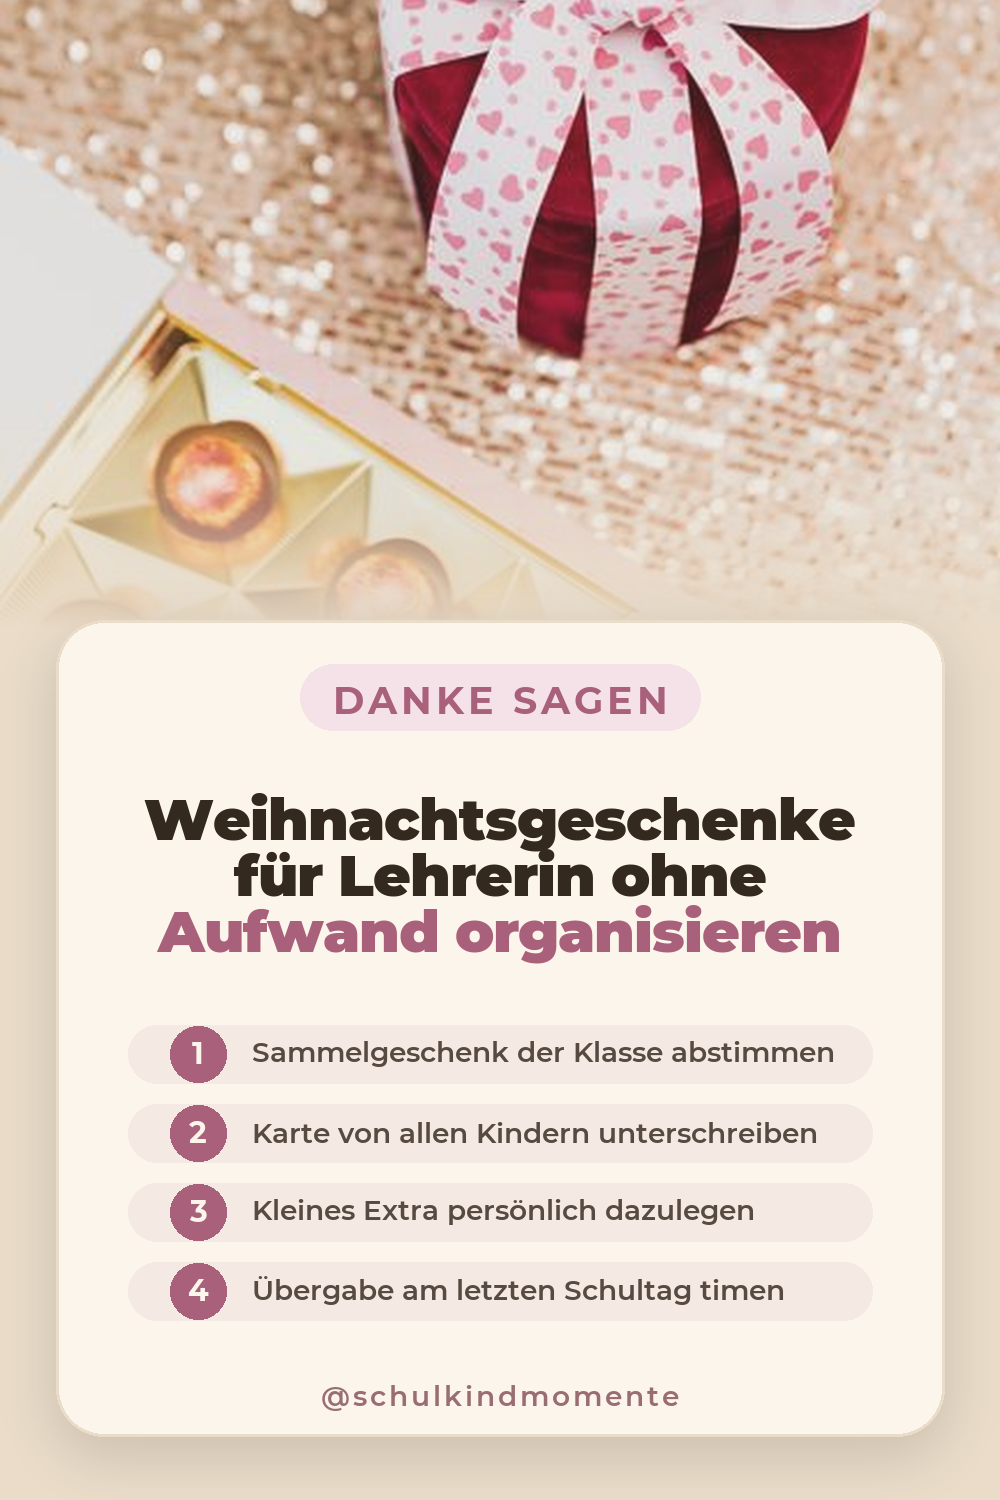 DANKE SAGEN
Weihnachtsgeschenke
für Lehrerin ohne
Aufwand organisieren
1 Sammelgeschenk der Klasse abstimmen
2 Karte von allen Kindern unterschreiben
3 Kleines Extra persönlich dazulegen
4 Übergabe am letzten Schultag timen
@schulkindmomente